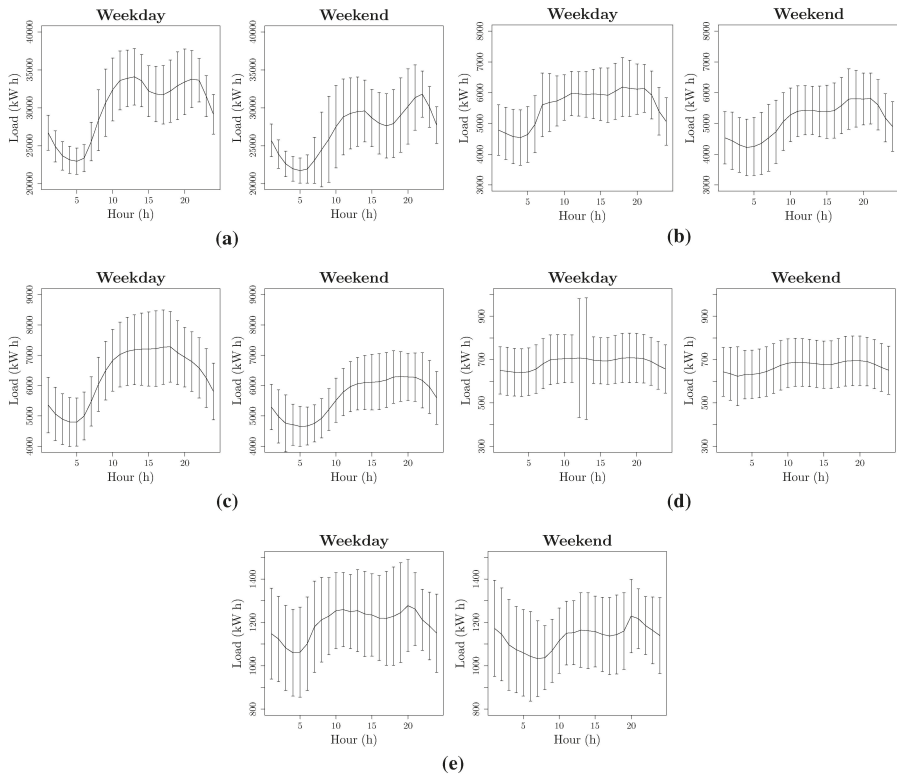 Weekday
Load (kW h)
20000 25000 30000 35000 40000
5 10 15 20
Hour (h)
Weekend
Load (kW h)
20000 25000 30000 35000 40000
5 10 15 20
Hour (h)
(a)
Weekday
Load (kW h)
3000 4000 5000 6000 7000 8000
5 10 15 20
Hour (h)
Weekend
Load (kW h)
3000 4000 5000 6000 7000 8000
5 10 15 20
Hour (h)
(b)
Weekday
Load (kW h)
4000 5000 6000 7000 8000 9000
5 10 15 20
Hour (h)
Weekend
Load (kW h)
4000 5000 6000 7000 8000 9000
5 10 15 20
Hour (h)
(c)
Weekday
Load (kW h)
300 500 700 900
5 10 15 20
Hour (h)
Weekend
Load (kW h)
300 500 700 900
5 10 15 20
Hour (h)
(d)
Weekday
Load (kW h)
800 1000 1200 1400
5 10 15 20
Hour (h)
Weekend
Load (kW h)
800 1000 1200 1400
5 10 15 20
Hour (h)
(e)